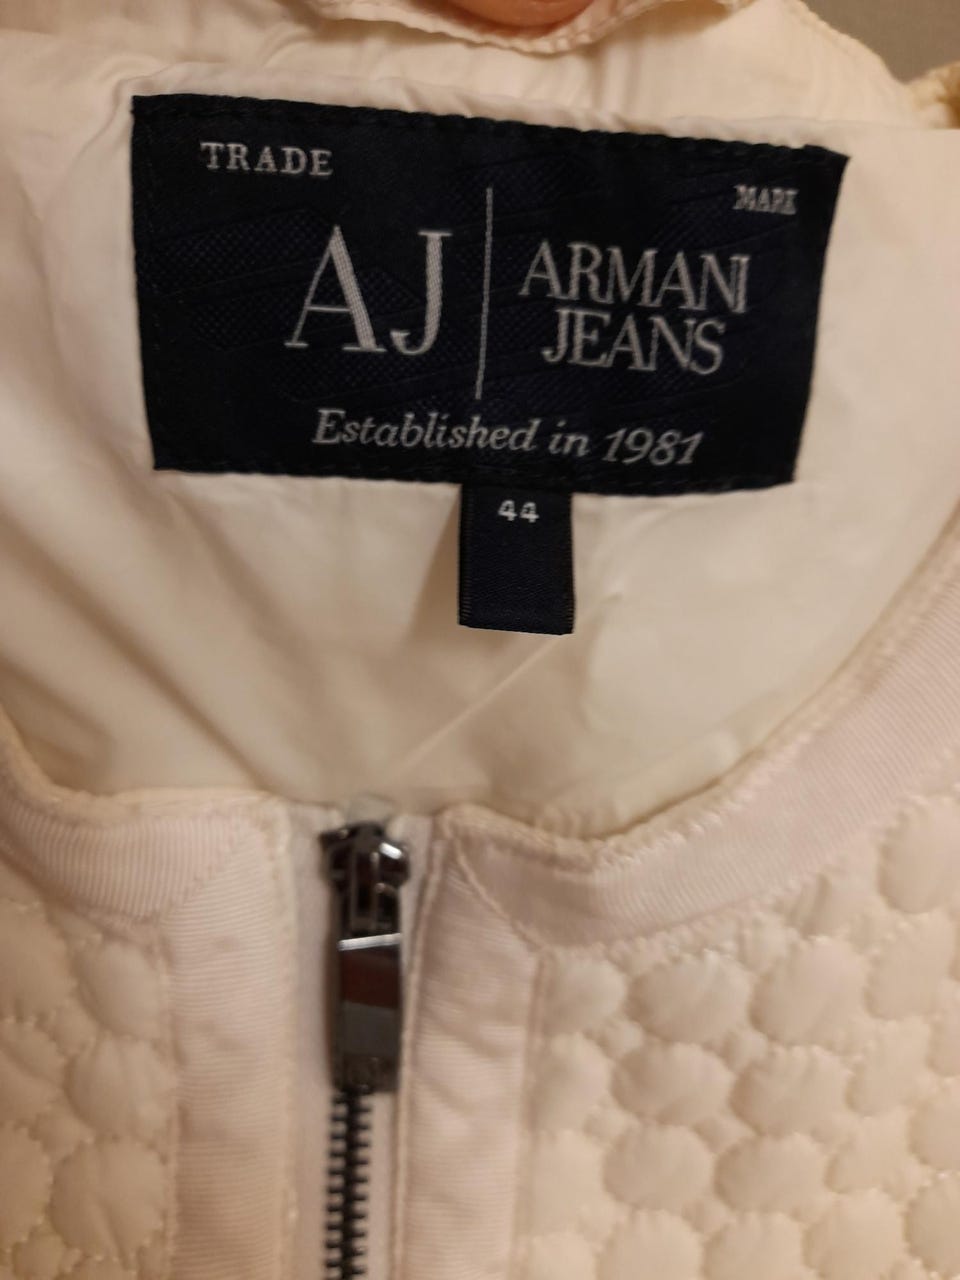 TRADE
MARK
AJ
ARMANI
JEANS
Established in 1981
44